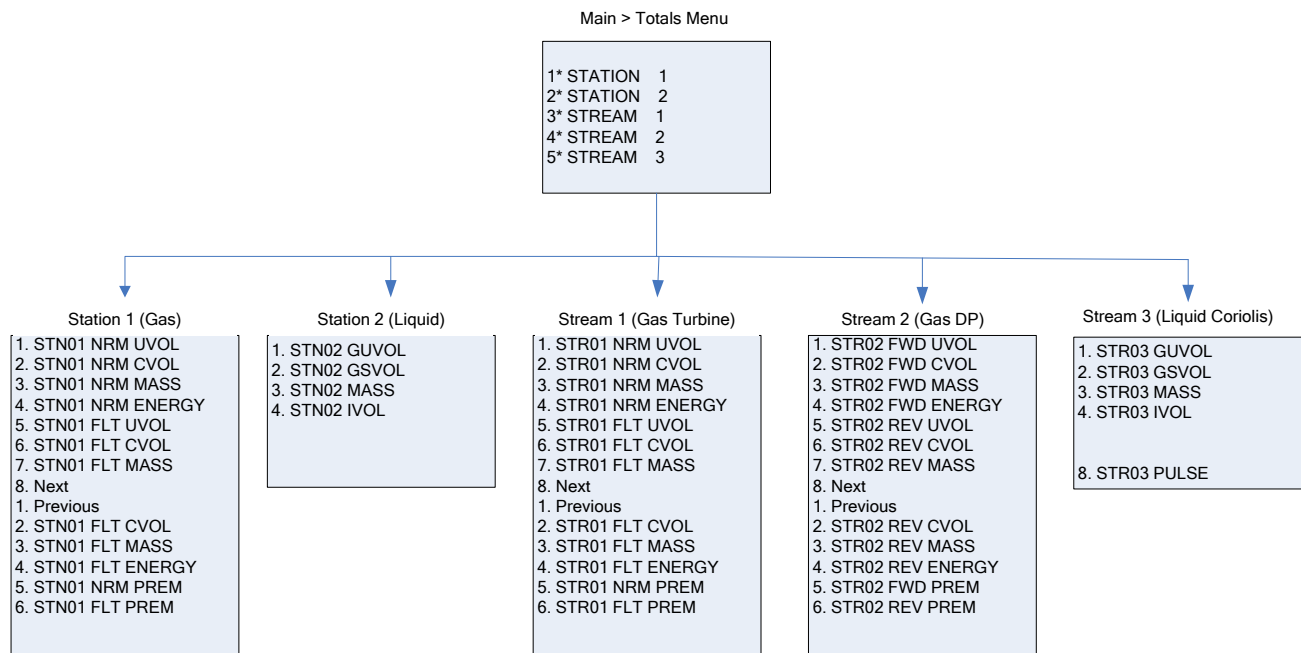 Main > Totals Menu
1* STATION 1
2* STATION 2
3* STREAM 1
4* STREAM 2
5* STREAM 3
Station 1 (Gas)
1. STN01 NRM UVOL
2. STN01 NRM CVOL
3. STN01 NRM MASS
4. STN01 NRM ENERGY
5. STN01 FLT UVOL
6. STN01 FLT CVOL
7. STN01 FLT MASS
8. Next
1. Previous
2. STN01 FLT CVOL
3. STN01 FLT MASS
4. STN01 FLT ENERGY
5. STN01 NRM PREM
6. STN01 FLT PREM
Station 2 (Liquid)
1. STN02 GUVOL
2. STN02 GSVOL
3. STN02 MASS
4. STN02 IVOL
Stream 1 (Gas Turbine)
1. STR01 NRM UVOL
2. STR01 NRM CVOL
3. STR01 NRM MASS
4. STR01 NRM ENERGY
5. STR01 FLT UVOL
6. STR01 FLT CVOL
7. STR01 FLT MASS
8. Next
1. Previous
2. STR01 FLT CVOL
3. STR01 FLT MASS
4. STR01 FLT ENERGY
5. STR01 NRM PREM
6. STR01 FLT PREM
Stream 2 (Gas DP)
1. STR02 FWD UVOL
2. STR02 FWD CVOL
3. STR02 FWD MASS
4. STR02 FWD ENERGY
5. STR02 REV UVOL
6. STR02 REV CVOL
7. STR02 REV MASS
8. Next
1. Previous
2. STR02 REV CVOL
3. STR02 REV MASS
4. STR02 REV ENERGY
5. STR02 FWD PREM
6. STR02 REV PREM
Stream 3 (Liquid Coriolis)
1. STR03 GUVOL
2. STR03 GSVOL
3. STR03 MASS
4. STR03 IVOL
8. STR03 PULSE